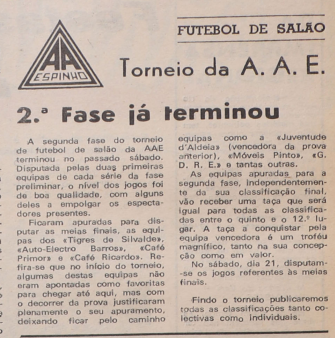 AA
ESPINHO
FUTEBOL DE SALÃO
Torneio da A. A. E.
2.ª Fase já terminou
A segunda fase do torneio
de futebol de salão da AAE
terminou no passado sábado.
Disputada pelas duas primeiras
equipas de cada série da fase
preliminar, o nível dos jogos foi
de boa qualidade, com alguns
deles a empolgar os especta-
dores presentes.
Ficaram apuradas para dis-
putar as meias finais, as equi-
pas dos «Tigres de Silvalde»,
«Auto-Electro Barros», «Café
Primor» e «Café Ricardo». Re-
fira-se que no início do torneio,
algumas destas equipas não
eram apontadas como favoritas
para chegar até aqui, mas com
o decorrer da prova justificaram
plenamente o seu apuramento,
deixando ficar pelo caminho
equipas como a «Juventude
d'Aldeia» (vencedora da prova
anterior), «Móveis Pinto», «G.
D. R. E.» e tantas outras.
As equipas apuradas para a
segunda fase, independentemen-
te da sua classificação final,
vão receber uma taça que será
igual para todas as classifica-
das entre o quinto e o 12.º lu-
gar. A taça a conquistar pela
equipa vencedora é um troféu
magnífico, tanto na sua concep-
ção como em valor.
No sábado, dia 21, disputam-
-se os jogos referentes às meias
finais.
Findo o torneio publicaremos
todas as classificações tanto co-
lectivas como individuais.